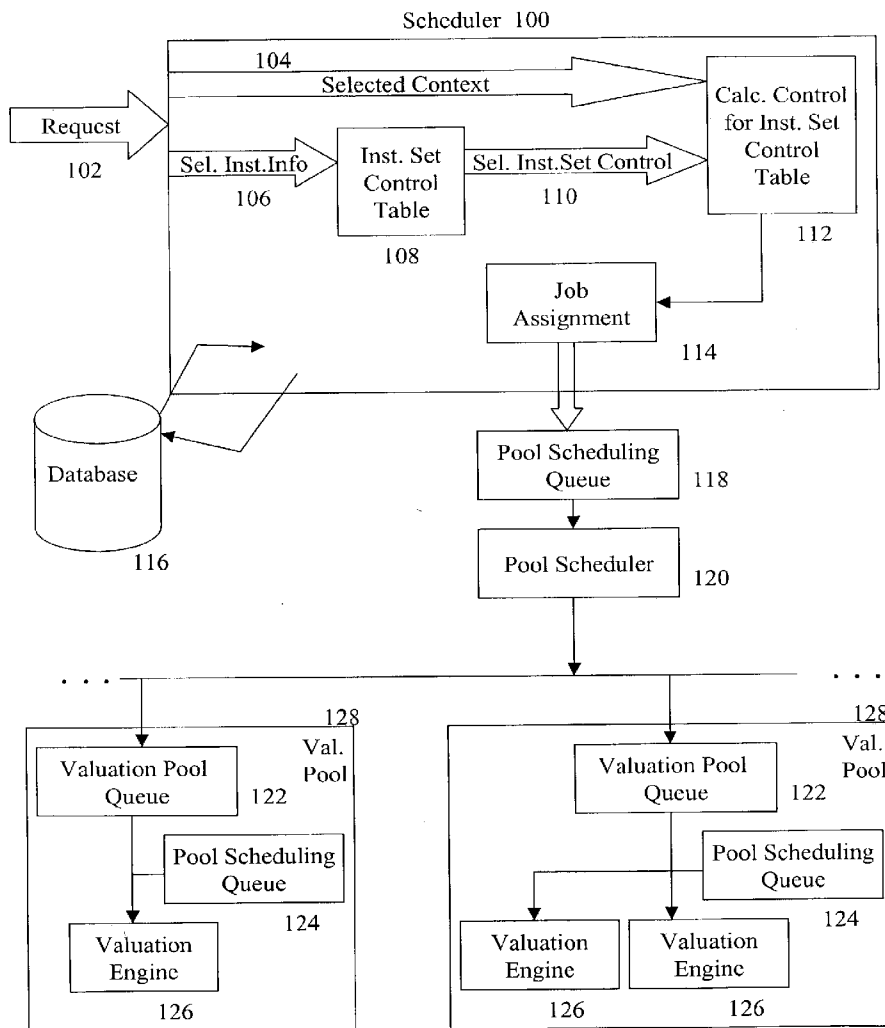 Scheduler 100
104
Selected Context
Request
102
Sel. Inst.Info
106
Inst. Set
Control
Table
108
Sel. Inst.Set Control
110
Calc. Control
for Inst. Set
Control
Table
112
Job
Assignment
114
Database
116
Pool Scheduling
Queue
118
Pool Scheduler
120
. . .
. . .
128
Val.
Pool
Valuation Pool
Queue
122
Pool Scheduling
Queue
124
Valuation
Engine
126
128
Val.
Pool
Valuation Pool
Queue
122
Pool Scheduling
Queue
124
Valuation
Engine
126
Valuation
Engine
126